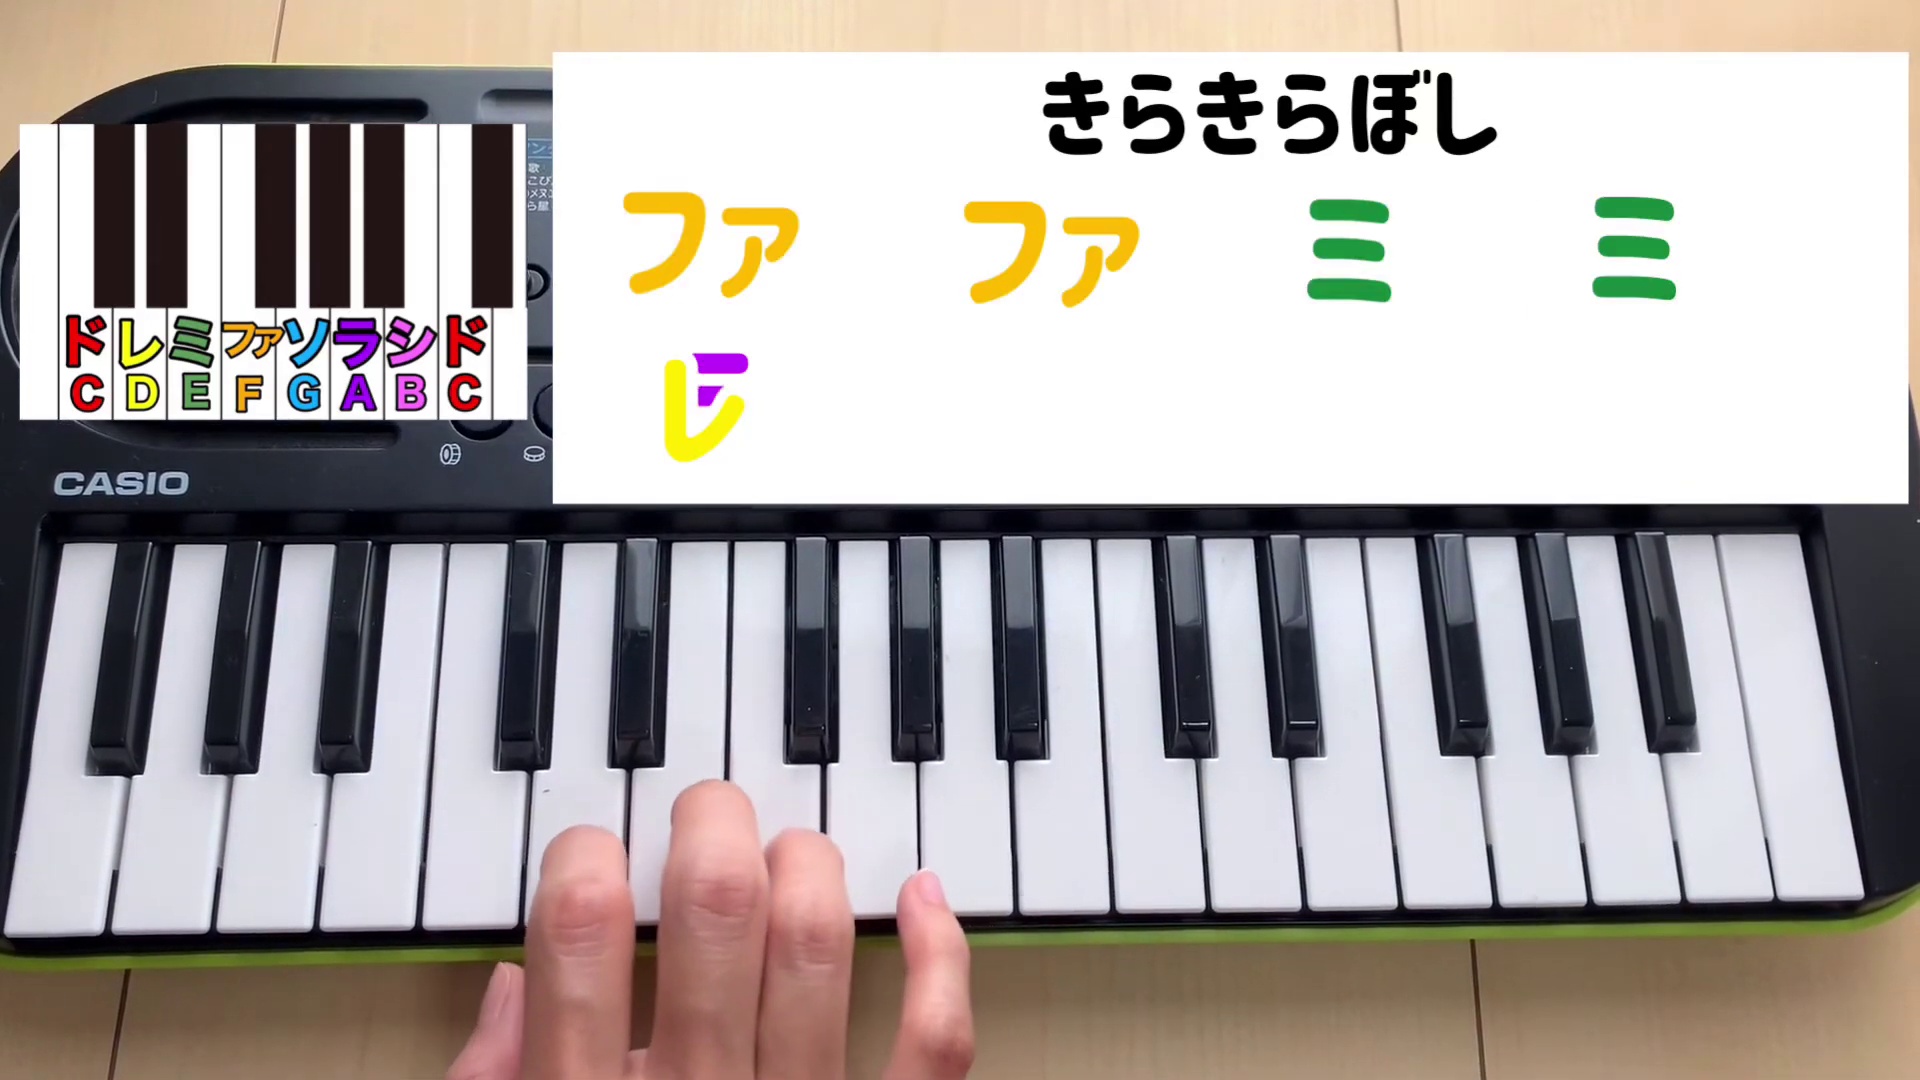 きらきらぼし
ファ ファ ミ ミ
レ
ド レ ミ ファ ソ ラ シ ド
C D E F G A B C
CASIO